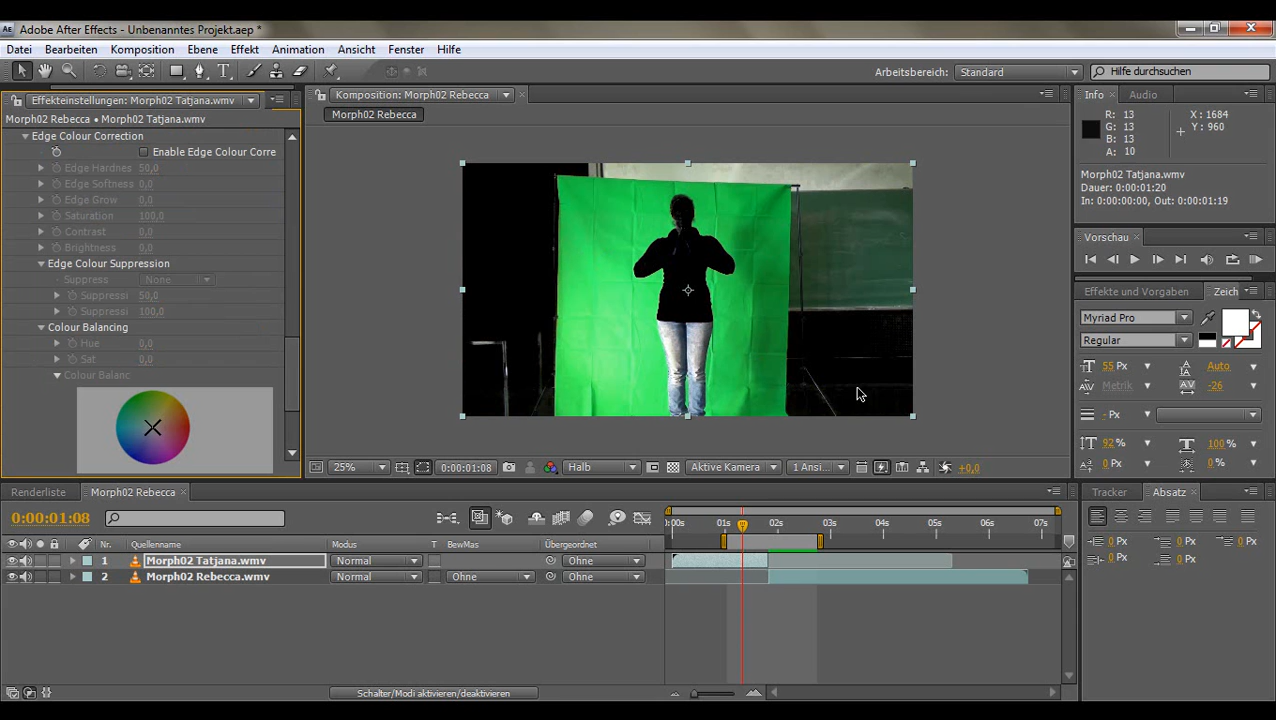 Ae Adobe After Effects - Unbenanntes Projekt.aep *
Datei Bearbeiten Komposition Ebene Effekt Animation Ansicht Fenster Hilfe
Arbeitsbereich: Standard Hilfe durchsuchen
Effekteinstellungen: Morph02 Tatjana.wmv
Morph02 Rebecca • Morph02 Tatjana.wmv
Edge Colour Correction
Enable Edge Colour Corre
Edge Hardnes 50,0
Edge Softness 0,0
Edge Grow 0,0
Saturation 100,0
Contrast 0,0
Brightness 0,0
Edge Colour Suppression
Suppress None
Suppressi 50,0
Suppressi 100,0
Colour Balancing
Hue 0,0
Sat 0,0
Colour Balanc
Komposition: Morph02 Rebecca
Morph02 Rebecca
25% 0:00:01:08 Halb Aktive Kamera 1 Ansi... +0,0
Info Audio
R: 13
G: 13
B: 13
A: 10
X : 1684
Y : 960
Morph02 Tatjana.wmv
Dauer: 0:00:01:20
In: 0:00:00:00, Out: 0:00:01:19
Vorschau
Effekte und Vorgaben Zeich
Myriad Pro
Regular
55 Px Auto
Metrik -26
- Px
92 % 100 %
0 Px 0 %
Renderliste Morph02 Rebecca
0:00:01:08
Nr. Quellenname Modus T BewMas Übergeordnet
1 Morph02 Tatjana.wmv Normal Ohne
2 Morph02 Rebecca.wmv Normal Ohne Ohne
:00s 01s 02s 03s 04s 05s 06s 07s
Schalter/Modi aktivieren/deaktivieren
Tracker Absatz
0 Px 0 Px 0 Px
0 Px 0 Px